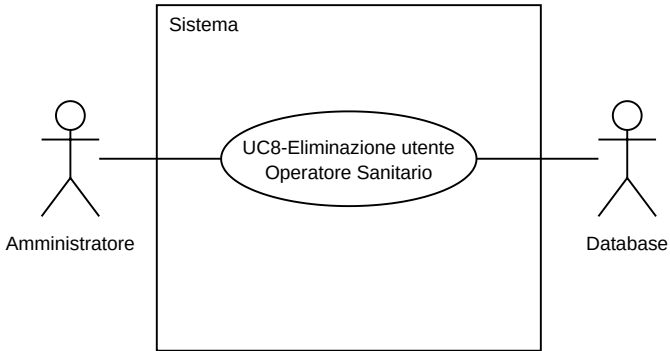 Sistema
UC8-Eliminazione utente
Operatore Sanitario
Amministratore
Database